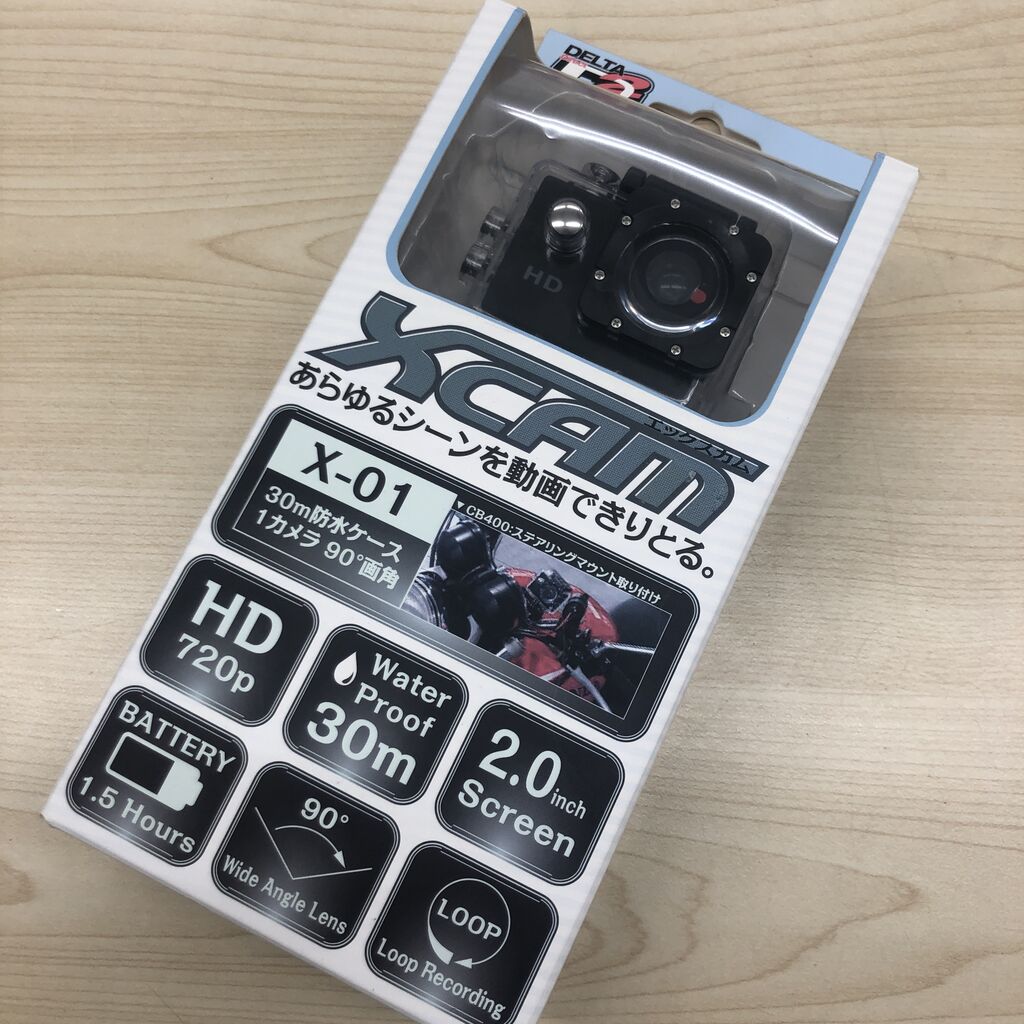 DELTA
HD
XCAM
エックスカム
あらゆるシーンを動画できりとる。
X-01
30m防水ケース
1カメラ 90°画角
▼CB400:ステアリングマウント取り付け
HD
720p
Water
Proof
30m
2.0inch
Screen
BATTERY
1.5 Hours
90°
Wide Angle Lens
LOOP
Loop Recording